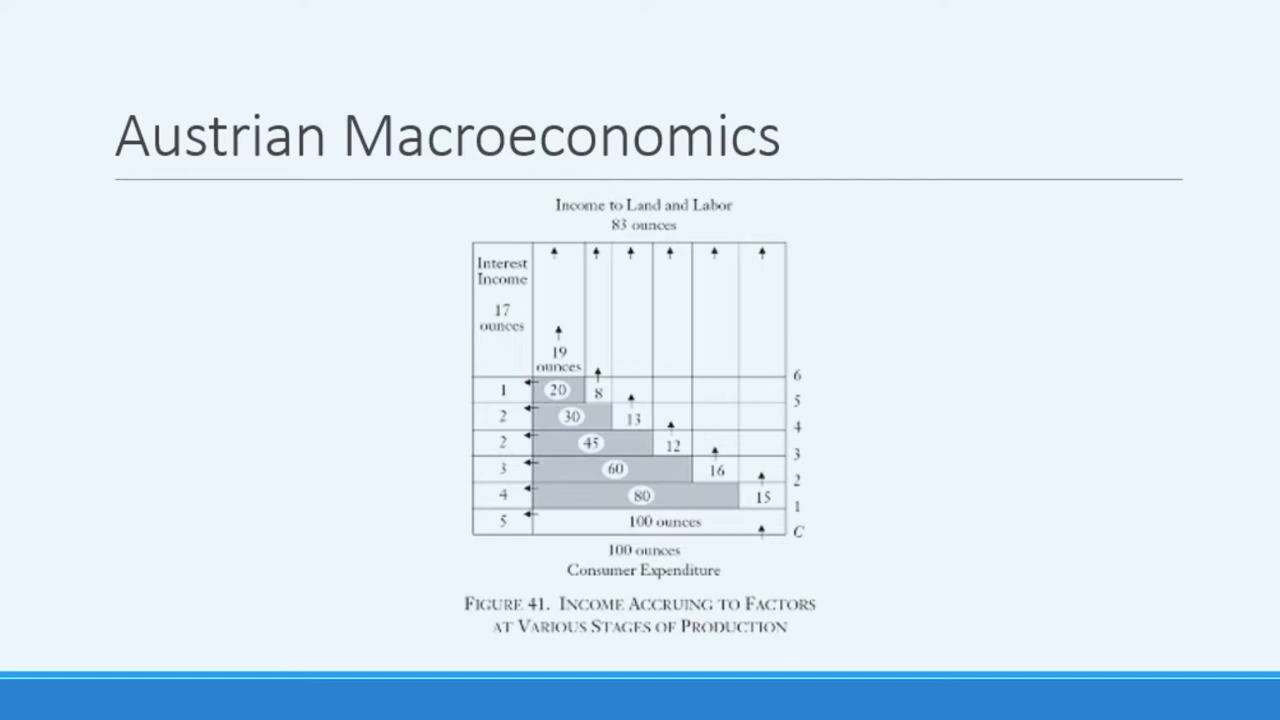 Austrian Macroeconomics
Income to Land and Labor
83 ounces
Interest
Income
17
ounces
19
ounces
6
1
20
8
5
2
30
13
4
2
45
12
3
3
60
16
2
4
80
15
1
5
100 ounces
C
100 ounces
Consumer Expenditure
FIGURE 41. INCOME ACCRUING TO FACTORS
AT VARIOUS STAGES OF PRODUCTION